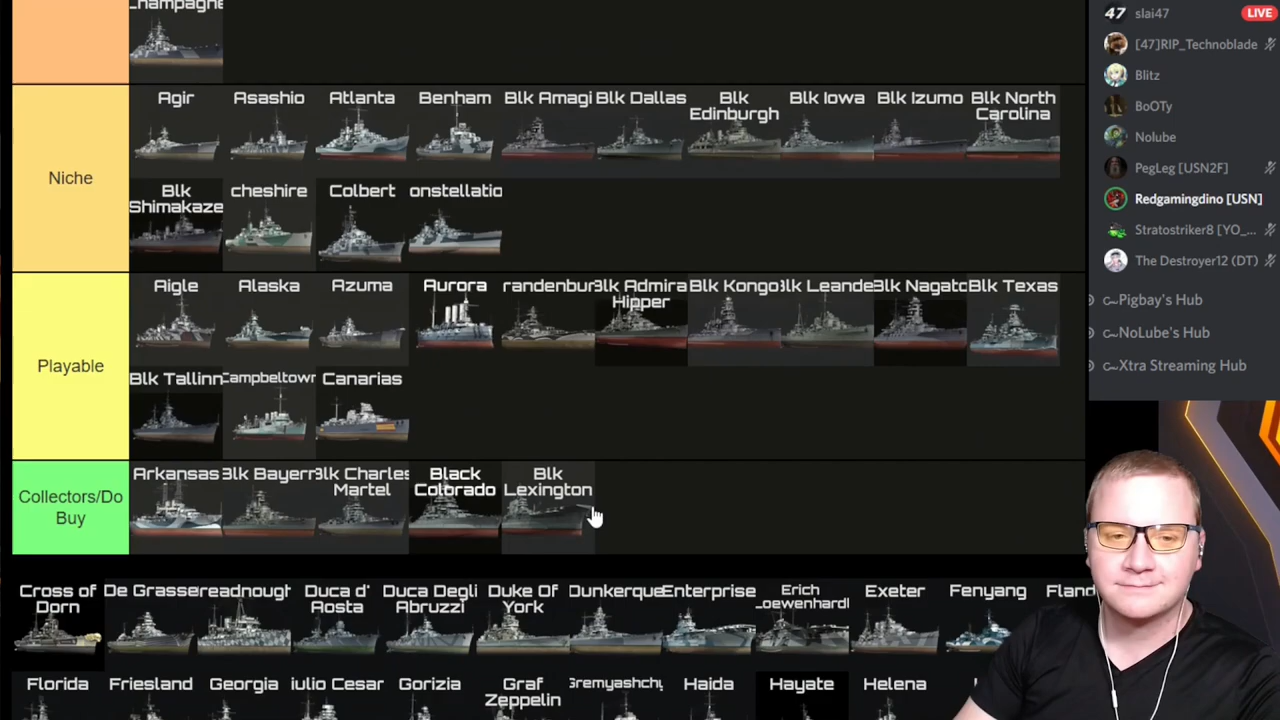 Champagne
Agir
Asashio
Atlanta
Benham
Blk Amagi
Blk Dallas
Blk
Edinburgh
Blk Iowa
Blk Izumo
Blk North
Carolina
Niche
Blk
Shimakaze
cheshire
Colbert
onstellatio
Aigle
Alaska
Azuma
Aurora
randenbur
Blk Admira
Hipper
Blk Kongo
Blk Leande
Blk Nagato
Blk Texas
Playable
Blk Tallinn
Campbeltown
Canarias
Arkansas
Blk Bayern
Blk Charles
Martel
Black
Colorado
Blk
Lexington
Collectors/Do
Buy
Cross of
Dorn
De Grasse
readnough
Duca d'
Aosta
Duca Degli
Abruzzi
Duke Of
York
Dunkerque
Enterprise
Erich
Loewenhardt
Exeter
Fenyang
Fland
Florida
Friesland
Georgia
iulio Cesar
Gorizia
Graf
Zeppelin
Gremyashchy
Haida
Hayate
Helena
47 slai47
LIVE
[47]RIP_Technoblade
Blitz
BoOTy
Nolube
PegLeg [USN2F]
Redgamingdino [USN]
Stratostriker8 [YO_...
The Destroyer12 (DT)
Pigbay's Hub
NoLube's Hub
Xtra Streaming Hub